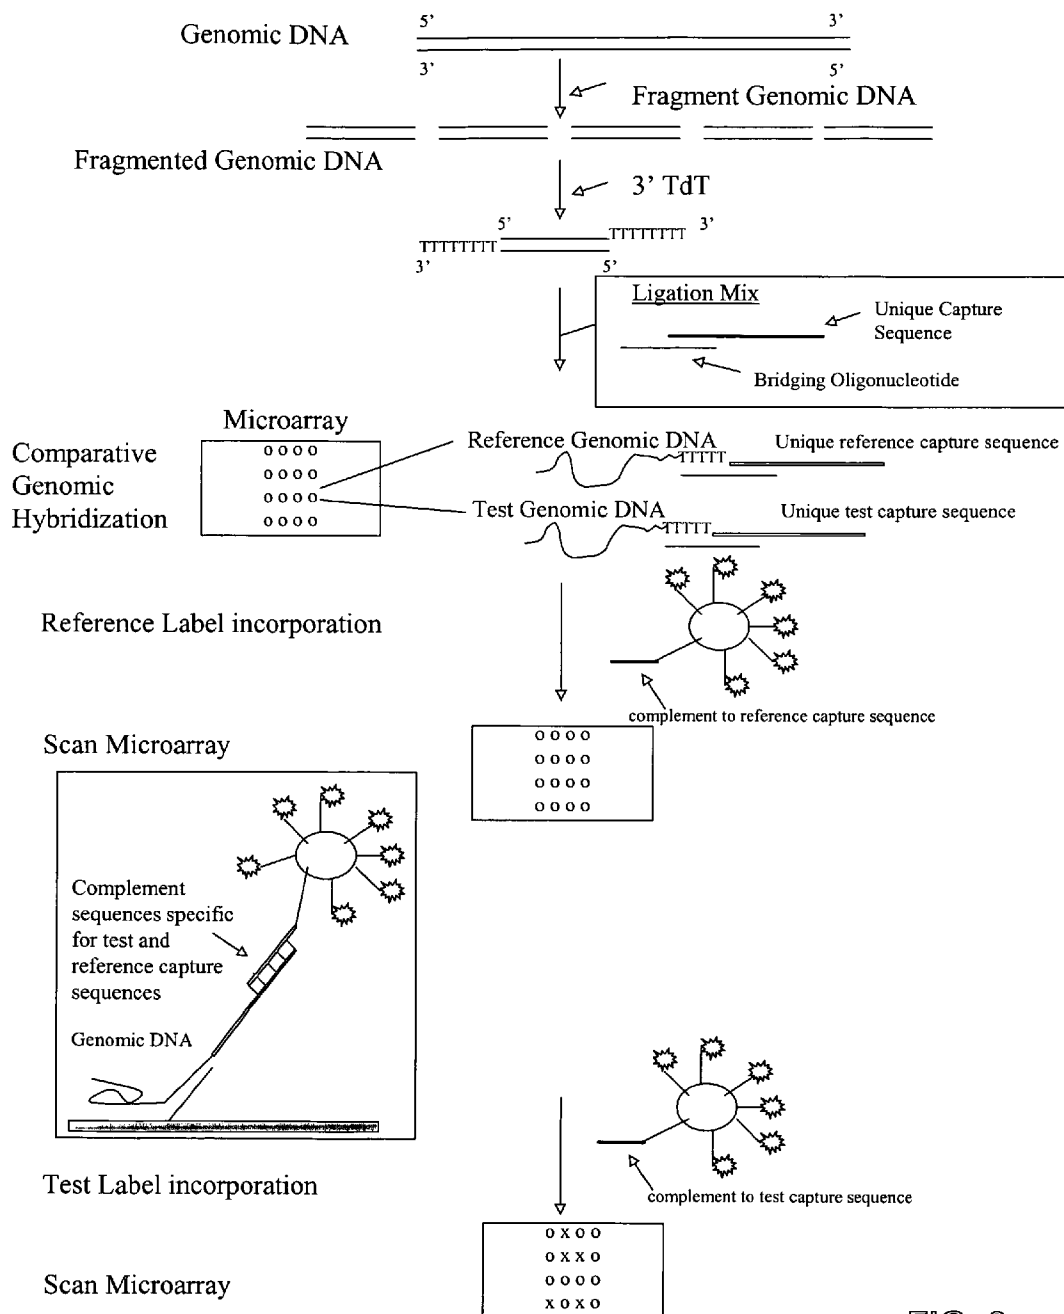 5’ 3’
Genomic DNA
3’ 5’
Fragment Genomic DNA
Fragmented Genomic DNA
3’ TdT
5’ 3’
TTTTTTTT
TTTTTTTT
3’ 5’
Ligation Mix
Unique Capture
Sequence
Bridging Oligonucleotide
Microarray
Comparative
Genomic
Hybridization
o o o o
o o o o
o o o o
o o o o
Reference Genomic DNA
TTTTT
Unique reference capture sequence
Test Genomic DNA
TTTTT
Unique test capture sequence
Reference Label incorporation
complement to reference capture sequence
Scan Microarray
o o o o
o o o o
o o o o
o o o o
Complement
sequences specific
for test and
reference capture
sequences
Genomic DNA
Test Label incorporation
complement to test capture sequence
Scan Microarray
o x o o
o x x o
o o o o
x o x o